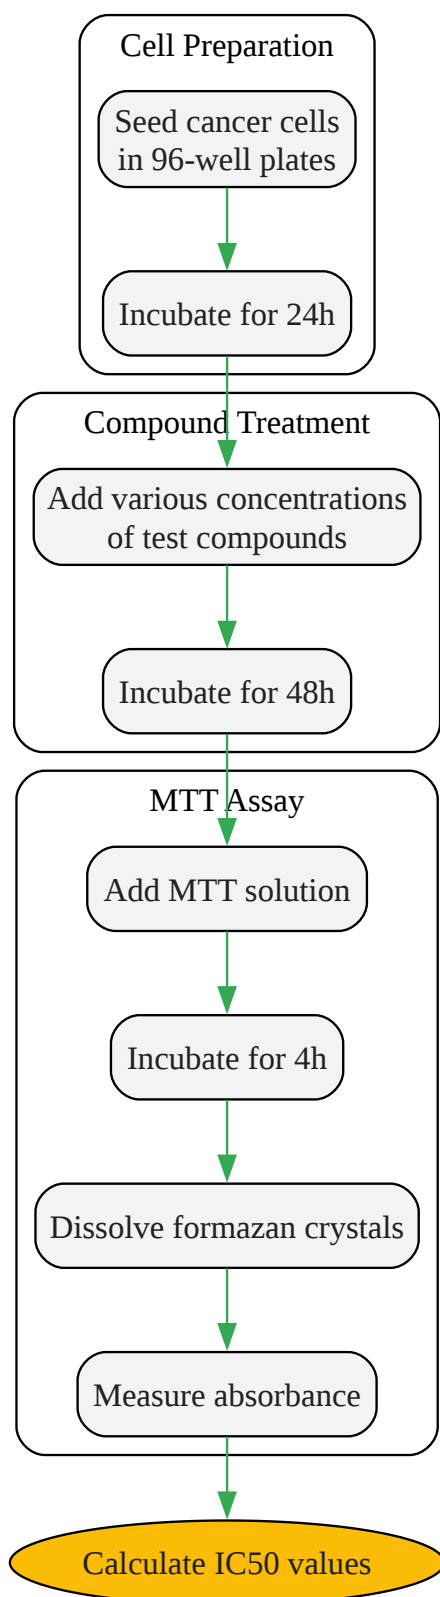 Cell Preparation
Seed cancer cells
in 96-well plates
Incubate for 24h
Compound Treatment
Add various concentrations
of test compounds
Incubate for 48h
MTT Assay
Add MTT solution
Incubate for 4h
Dissolve formazan crystals
Measure absorbance
Calculate IC50 values